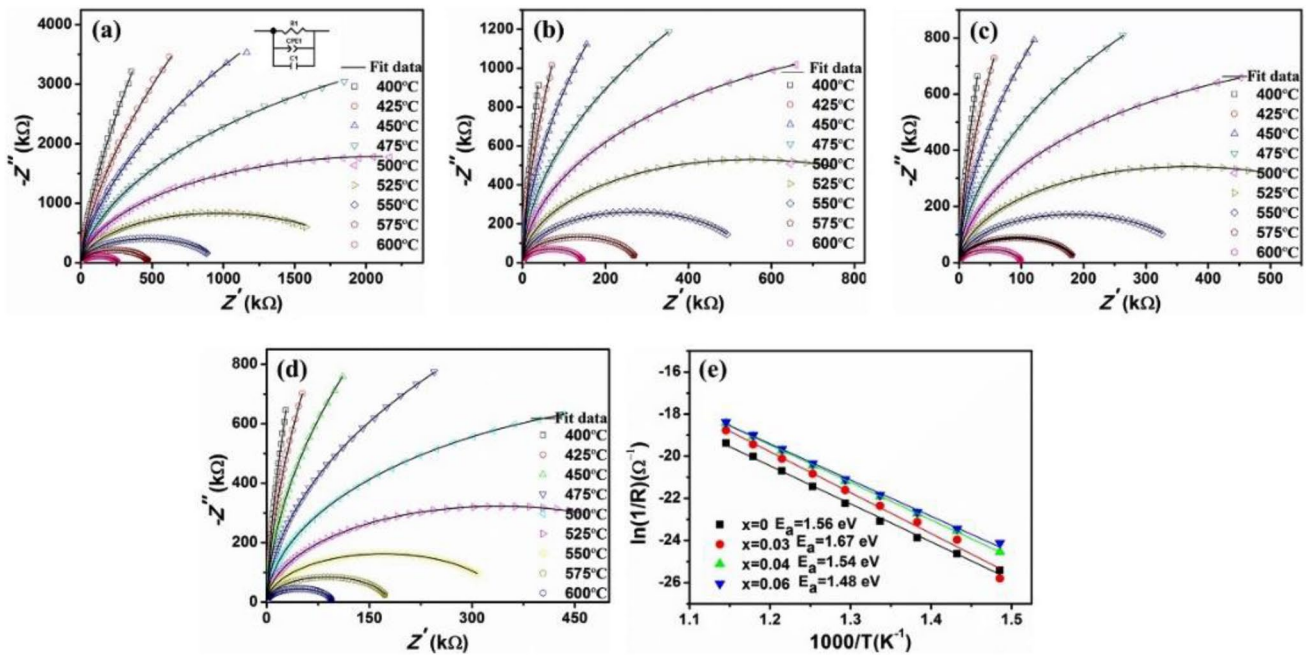 (a)
R1
CPE1
C1
Fit data
400°C
425°C
450°C
475°C
500°C
525°C
550°C
575°C
600°C
4000
3500
3000
2500
2000
1500
1000
500
0
-Z" (kΩ)
0 500 1000 1500 2000
Z' (kΩ)
(b)
Fit data
400°C
425°C
450°C
475°C
500°C
525°C
550°C
575°C
600°C
1200
1000
800
600
400
200
0
-Z" (kΩ)
0 200 400 600 800
Z' (kΩ)
(c)
Fit data
400°C
425°C
450°C
475°C
500°C
525°C
550°C
575°C
600°C
800
600
400
200
0
-Z" (kΩ)
0 100 200 300 400 500
Z' (kΩ)
(d)
Fit data
400°C
425°C
450°C
475°C
500°C
525°C
550°C
575°C
600°C
800
600
400
200
0
-Z" (kΩ)
0 150 300 450
Z' (kΩ)
(e)
-16
-18
-20
-22
-24
-26
ln(1/R)(Ω⁻¹)
x=0 Eₐ=1.56 eV
x=0.03 Eₐ=1.67 eV
x=0.04 Eₐ=1.54 eV
x=0.06 Eₐ=1.48 eV
1.1 1.2 1.3 1.4 1.5
1000/T(K⁻¹)